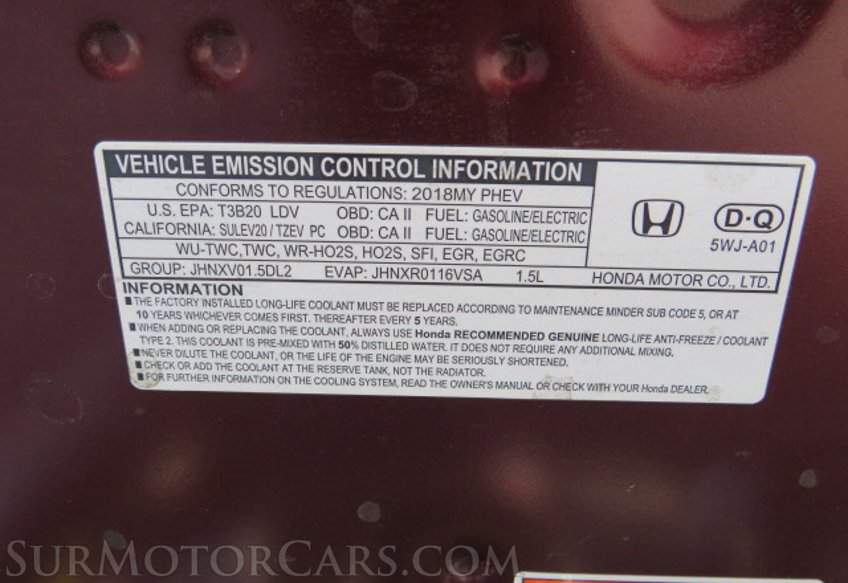 VEHICLE EMISSION CONTROL INFORMATION
CONFORMS TO REGULATIONS: 2018MY PHEV
U.S. EPA: T3B20 LDV OBD: CA II FUEL: GASOLINE/ELECTRIC
CALIFORNIA: SULEV20 / TZEV PC OBD: CA II FUEL: GASOLINE/ELECTRIC
WU-TWC,TWC, WR-HO2S, HO2S, SFI, EGR, EGRC
GROUP: JHNXV01.5DL2 EVAP: JHNXR0116VSA 1.5L
D·Q
5WJ-A01
HONDA MOTOR CO., LTD.
INFORMATION
■ THE FACTORY INSTALLED LONG-LIFE COOLANT MUST BE REPLACED ACCORDING TO MAINTENANCE MINDER SUB CODE 5, OR AT
10 YEARS WHICHEVER COMES FIRST. THEREAFTER EVERY 5 YEARS.
■ WHEN ADDING OR REPLACING THE COOLANT, ALWAYS USE Honda RECOMMENDED GENUINE LONG-LIFE ANTI-FREEZE / COOLANT
TYPE 2. THIS COOLANT IS PRE-MIXED WITH 50% DISTILLED WATER. IT DOES NOT REQUIRE ANY ADDITIONAL MIXING.
■ NEVER DILUTE THE COOLANT, OR THE LIFE OF THE ENGINE MAY BE SERIOUSLY SHORTENED.
■ CHECK OR ADD THE COOLANT AT THE RESERVE TANK, NOT THE RADIATOR.
■ FOR FURTHER INFORMATION ON THE COOLING SYSTEM, READ THE OWNER'S MANUAL OR CHECK WITH YOUR Honda DEALER.
SURMOTORCARS.COM